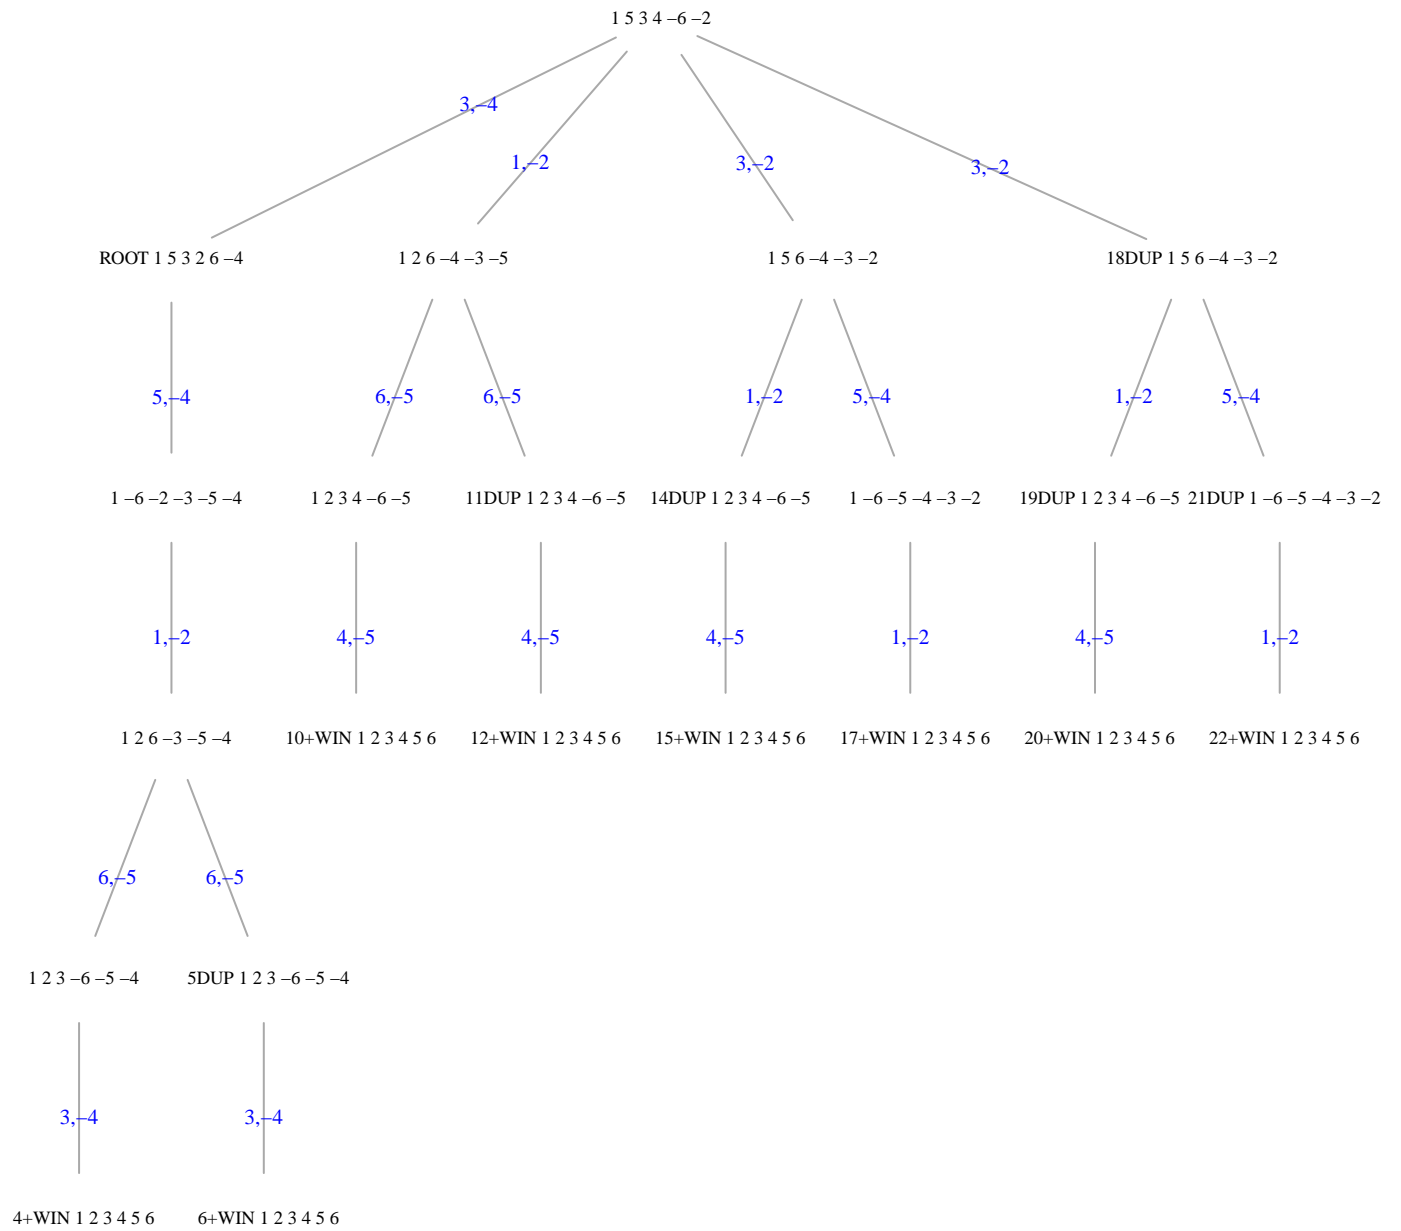 1 5 3 4 –6 –2
3,–4
1,–2
3,–2
3,–2
ROOT 1 5 3 2 6 –4
1 2 6 –4 –3 –5
1 5 6 –4 –3 –2
18DUP 1 5 6 –4 –3 –2
5,–4
6,–5
6,–5
1,–2
5,–4
1,–2
5,–4
1 –6 –2 –3 –5 –4
1 2 3 4 –6 –5
11DUP 1 2 3 4 –6 –5
14DUP 1 2 3 4 –6 –5
1 –6 –5 –4 –3 –2
19DUP 1 2 3 4 –6 –5
21DUP 1 –6 –5 –4 –3 –2
1,–2
4,–5
4,–5
4,–5
1,–2
4,–5
1,–2
1 2 6 –3 –5 –4
10+WIN 1 2 3 4 5 6
12+WIN 1 2 3 4 5 6
15+WIN 1 2 3 4 5 6
17+WIN 1 2 3 4 5 6
20+WIN 1 2 3 4 5 6
22+WIN 1 2 3 4 5 6
6,–5
6,–5
1 2 3 –6 –5 –4
5DUP 1 2 3 –6 –5 –4
3,–4
3,–4
4+WIN 1 2 3 4 5 6
6+WIN 1 2 3 4 5 6